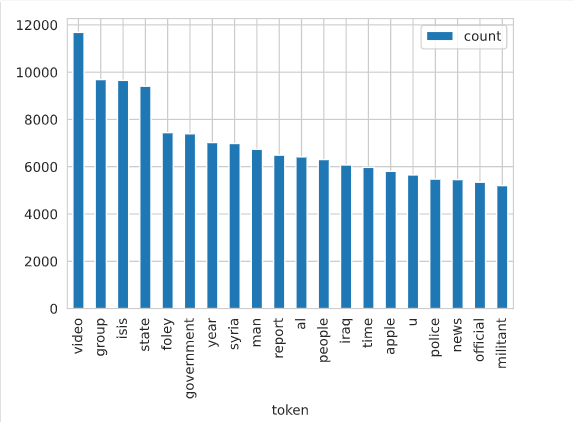 12000
10000
8000
6000
4000
2000
0
count
video
group
isis
state
foley
government
year
syria
man
report
al
people
iraq
time
apple
u
police
news
official
militant
token